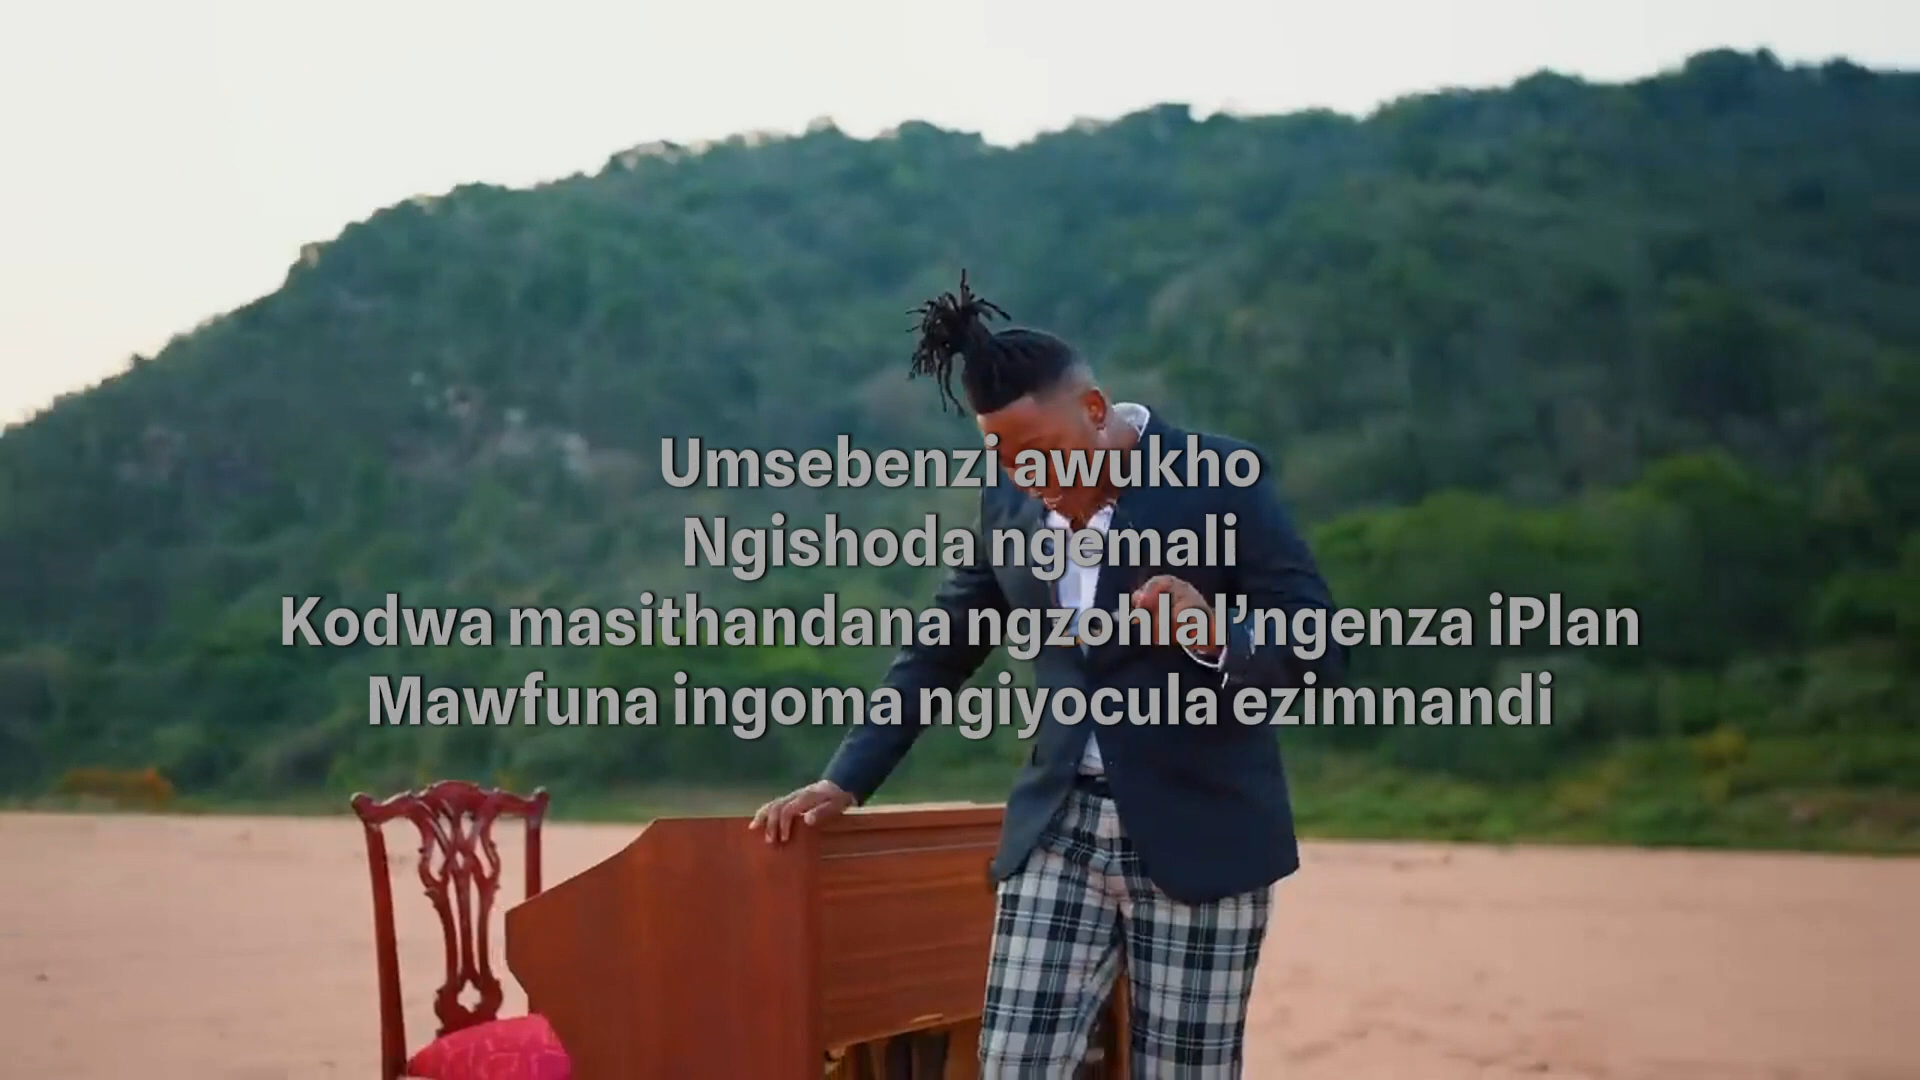 Umsebenzi awukho
Ngishoda ngemali
Kodwa masithandana ngzohlal’ngenza iPlan
Mawfuna ingoma ngiyocula ezimnandi